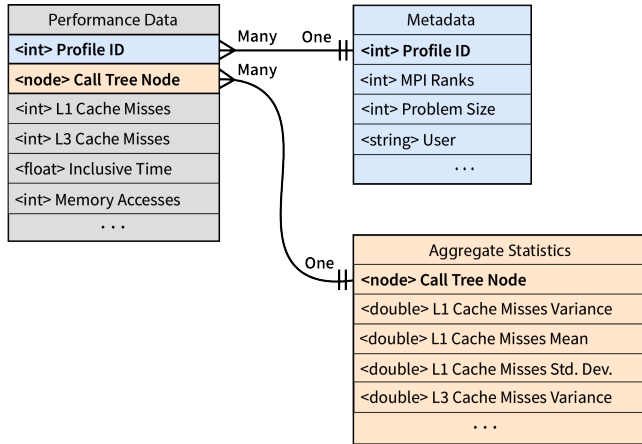 Performance Data
<int> Profile ID
<node> Call Tree Node
<int> L1 Cache Misses
<int> L3 Cache Misses
<float> Inclusive Time
<int> Memory Accesses
· · ·
Many
One
Many
One
Metadata
<int> Profile ID
<int> MPI Ranks
<int> Problem Size
<string> User
· · ·
Aggregate Statistics
<node> Call Tree Node
<double> L1 Cache Misses Variance
<double> L1 Cache Misses Mean
<double> L1 Cache Misses Std. Dev.
<double> L3 Cache Misses Variance
· · ·